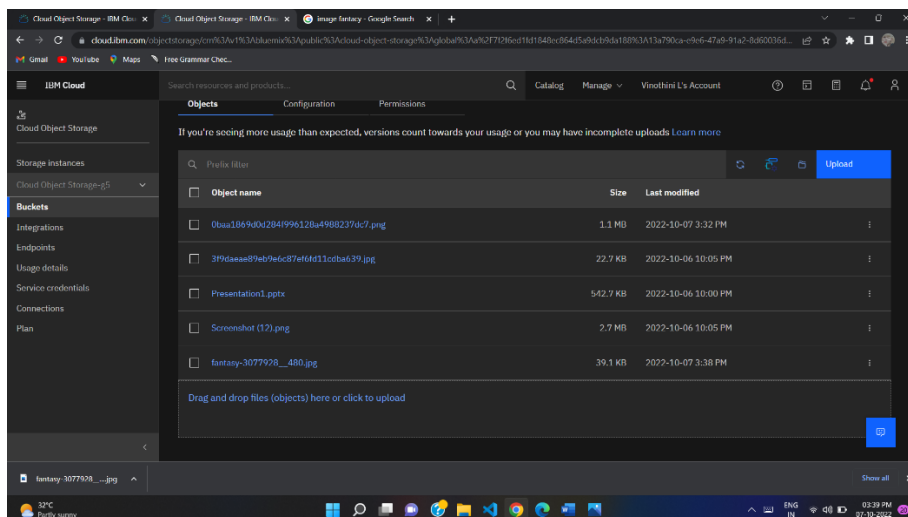 Cloud Object Storage - IBM Clou
Cloud Object Storage - IBM Clou
image fantacy - Google Search
Gmail
YouTube
Maps
Free Grammar Chec...
IBM Cloud
Search resources and products...
Catalog
Manage
Vinothini L's Account
Cloud Object Storage
Storage instances
Cloud Object Storage-g5
Buckets
Integrations
Endpoints
Usage details
Service credentials
Connections
Plan
Objects Configuration Permissions
If you're seeing more usage than expected, versions count towards your usage or you may have incomplete uploads Learn more
Prefix filter
Upload
Object name Size Last modified
0baa1869d0d284f996128a4988237dc7.png 1.1 MB 2022-10-07 3:32 PM
3f9daeae89eb9e6c87ef6fd11cdba639.jpg 22.7 KB 2022-10-06 10:05 PM
Presentation1.pptx 542.7 KB 2022-10-06 10:00 PM
Screenshot (12).png 2.7 MB 2022-10-06 10:05 PM
fantasy-3077928__480.jpg 39.1 KB 2022-10-07 3:38 PM
Drag and drop files (objects) here or click to upload
fantasy-3077928__....jpg
Show all
32°C
Partly sunny
ENG
IN
03:39 PM
07-10-2022